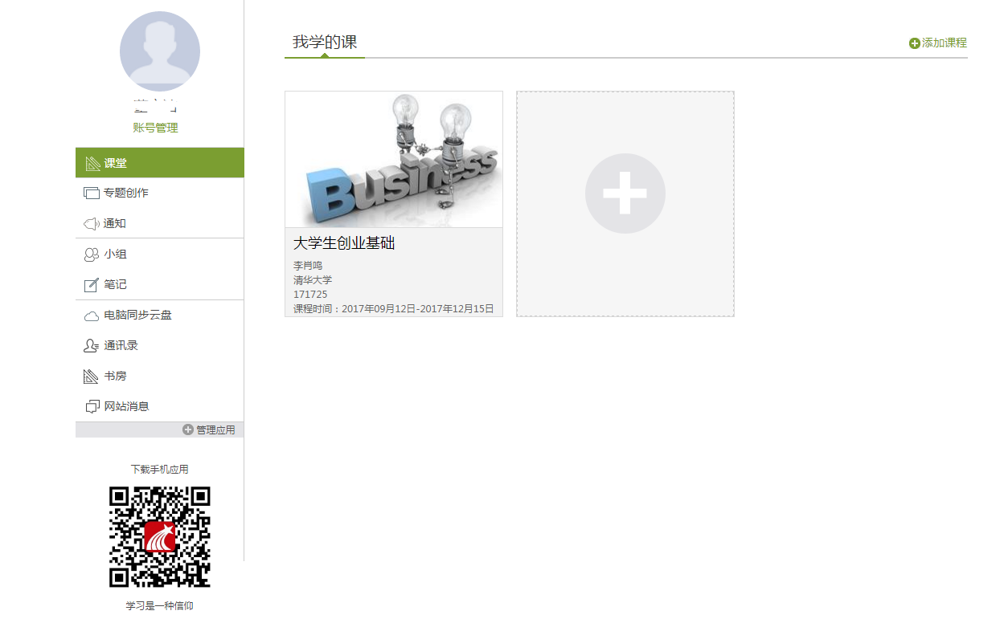 账号管理
课堂
专题创作
通知
小组
笔记
电脑同步云盘
通讯录
书房
网站消息
管理应用
下载手机应用
学习是一种信仰
我学的课
添加课程
Business
大学生创业基础
李肖鸣
清华大学
171725
课程时间：2017年09月12日-2017年12月15日